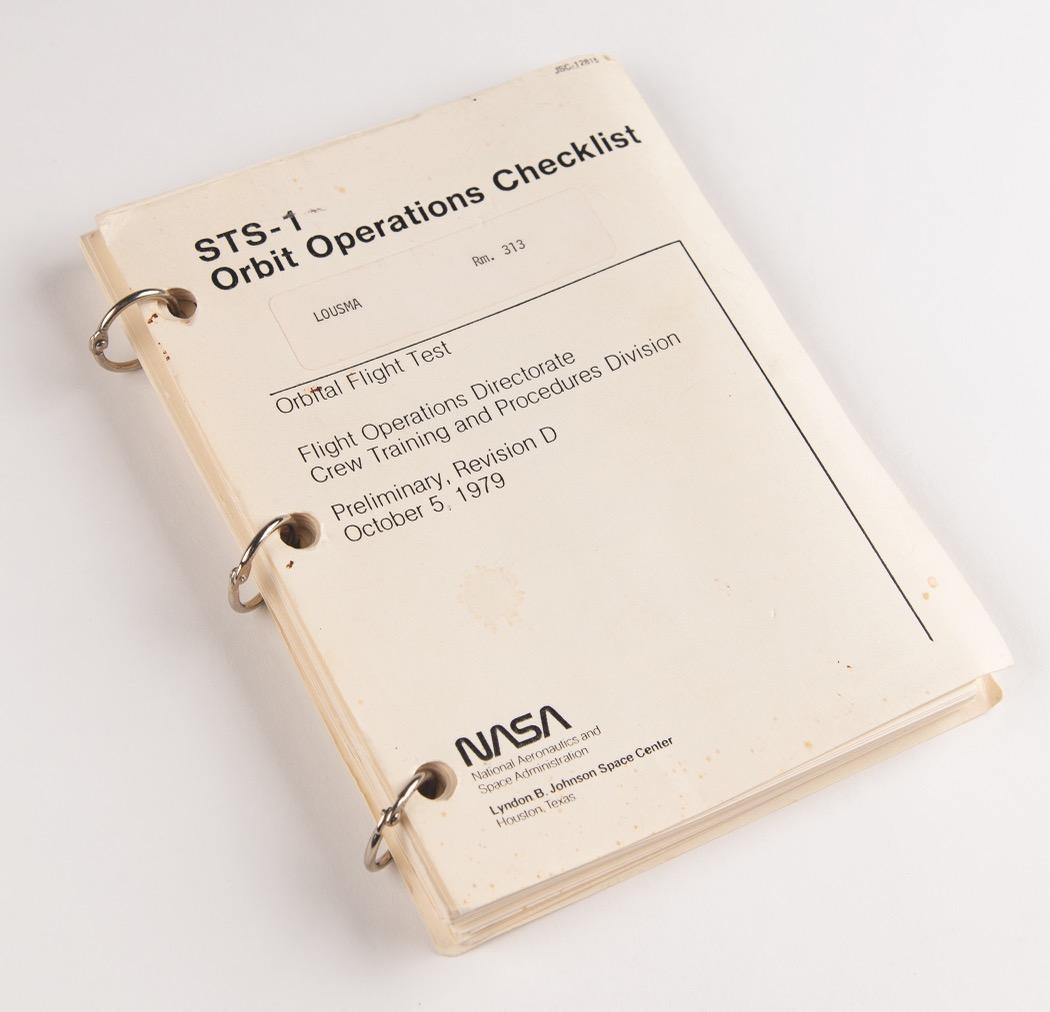 JSC-12815
STS-1
Orbit Operations Checklist
Rm. 313
LOUSMA
Orbital Flight Test
Flight Operations Directorate
Crew Training and Procedures Division
Preliminary, Revision D
October 5, 1979
NASA
National Aeronautics and
Space Administration
Lyndon B. Johnson Space Center
Houston, Texas